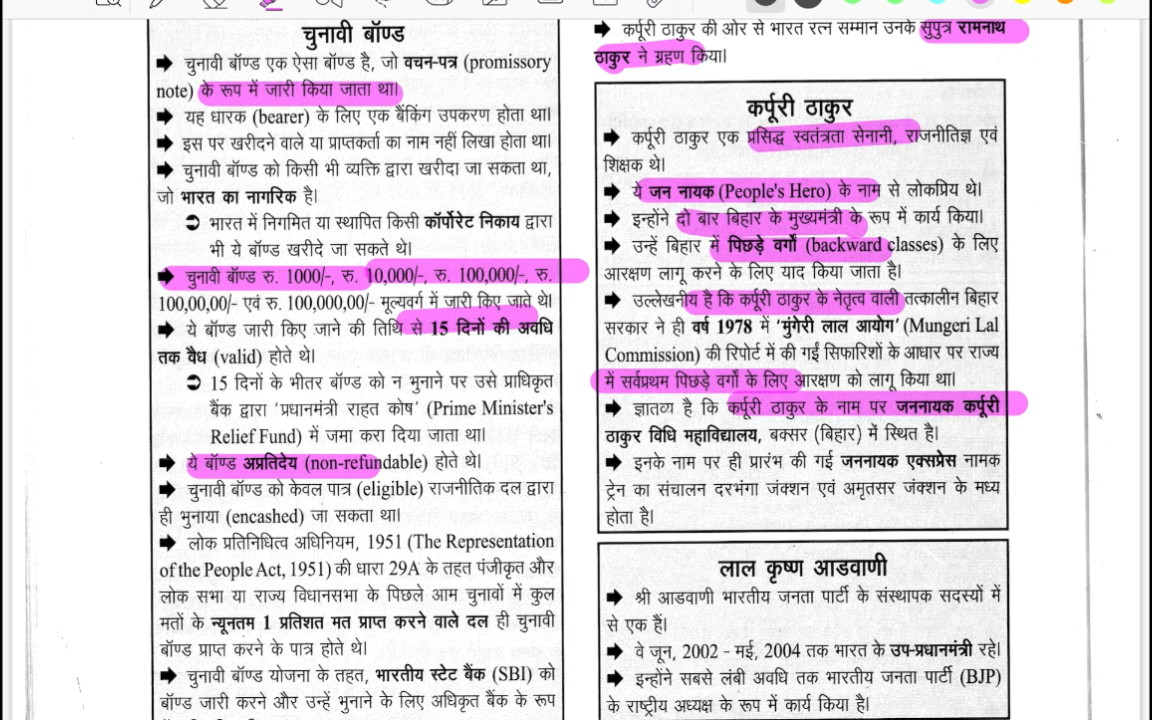 चुनावी बॉण्ड
➡ चुनावी बॉण्ड एक ऐसा बॉण्ड है, जो वचन-पत्र (promissory
note) के रूप में जारी किया जाता था।
➡ यह धारक (bearer) के लिए एक बैंकिंग उपकरण होता था।
➡ इस पर खरीदने वाले या प्राप्तकर्ता का नाम नहीं लिखा होता था।
➡ चुनावी बॉण्ड को किसी भी व्यक्ति द्वारा खरीदा जा सकता था,
जो भारत का नागरिक है।
➲ भारत में निगमित या स्थापित किसी कॉर्पोरेट निकाय द्वारा
भी ये बॉण्ड खरीदे जा सकते थे।
➡ चुनावी बॉण्ड रु. 1000/-, रु. 10,000/-, रु. 100,000/-, रु.
100,00,00/- एवं रु. 100,000,00/- मूल्यवर्ग में जारी किए जाते थे।
➡ ये बॉण्ड जारी किए जाने की तिथि से 15 दिनों की अवधि
तक वैध (valid) होते थे।
➲ 15 दिनों के भीतर बॉण्ड को न भुनाने पर उसे प्राधिकृत
बैंक द्वारा ‘प्रधानमंत्री राहत कोष’ (Prime Minister's
Relief Fund) में जमा करा दिया जाता था।
➡ ये बॉण्ड अप्रतिदेय (non-refundable) होते थे।
➡ चुनावी बॉण्ड को केवल पात्र (eligible) राजनीतिक दल द्वारा
ही भुनाया (encashed) जा सकता था।
➡ लोक प्रतिनिधित्व अधिनियम, 1951 (The Representation
of the People Act, 1951) की धारा 29A के तहत पंजीकृत और
लोक सभा या राज्य विधानसभा के पिछले आम चुनावों में कुल
मतों के न्यूनतम 1 प्रतिशत मत प्राप्त करने वाले दल ही चुनावी
बॉण्ड प्राप्त करने के पात्र होते थे।
➡ चुनावी बॉण्ड योजना के तहत, भारतीय स्टेट बैंक (SBI) को
बॉण्ड जारी करने और उन्हें भुनाने के लिए अधिकृत बैंक के रूप
➡ कर्पूरी ठाकुर की ओर से भारत रत्न सम्मान उनके सुपुत्र रामनाथ
ठाकुर ने ग्रहण किया।
कर्पूरी ठाकुर
➡ कर्पूरी ठाकुर एक प्रसिद्ध स्वतंत्रता सेनानी, राजनीतिज्ञ एवं
शिक्षक थे।
➡ ये जन नायक (People's Hero) के नाम से लोकप्रिय थे।
➡ इन्होंने दो बार बिहार के मुख्यमंत्री के रूप में कार्य किया।
➡ उन्हें बिहार में पिछड़े वर्गों (backward classes) के लिए
आरक्षण लागू करने के लिए याद किया जाता है।
➡ उल्लेखनीय है कि कर्पूरी ठाकुर के नेतृत्व वाली तत्कालीन बिहार
सरकार ने ही वर्ष 1978 में ‘मुंगेरी लाल आयोग’ (Mungeri Lal
Commission) की रिपोर्ट में की गईं सिफारिशों के आधार पर राज्य
में सर्वप्रथम पिछड़े वर्गों के लिए आरक्षण को लागू किया था।
➡ ज्ञातव्य है कि कर्पूरी ठाकुर के नाम पर जननायक कर्पूरी
ठाकुर विधि महाविद्यालय, बक्सर (बिहार) में स्थित है।
➡ इनके नाम पर ही प्रारंभ की गई जननायक एक्सप्रेस नामक
ट्रेन का संचालन दरभंगा जंक्शन एवं अमृतसर जंक्शन के मध्य
होता है।
लाल कृष्ण आडवाणी
➡ श्री आडवाणी भारतीय जनता पार्टी के संस्थापक सदस्यों में
से एक हैं।
➡ वे जून, 2002 - मई, 2004 तक भारत के उप-प्रधानमंत्री रहे।
➡ इन्होंने सबसे लंबी अवधि तक भारतीय जनता पार्टी (BJP)
के राष्ट्रीय अध्यक्ष के रूप में कार्य किया है।